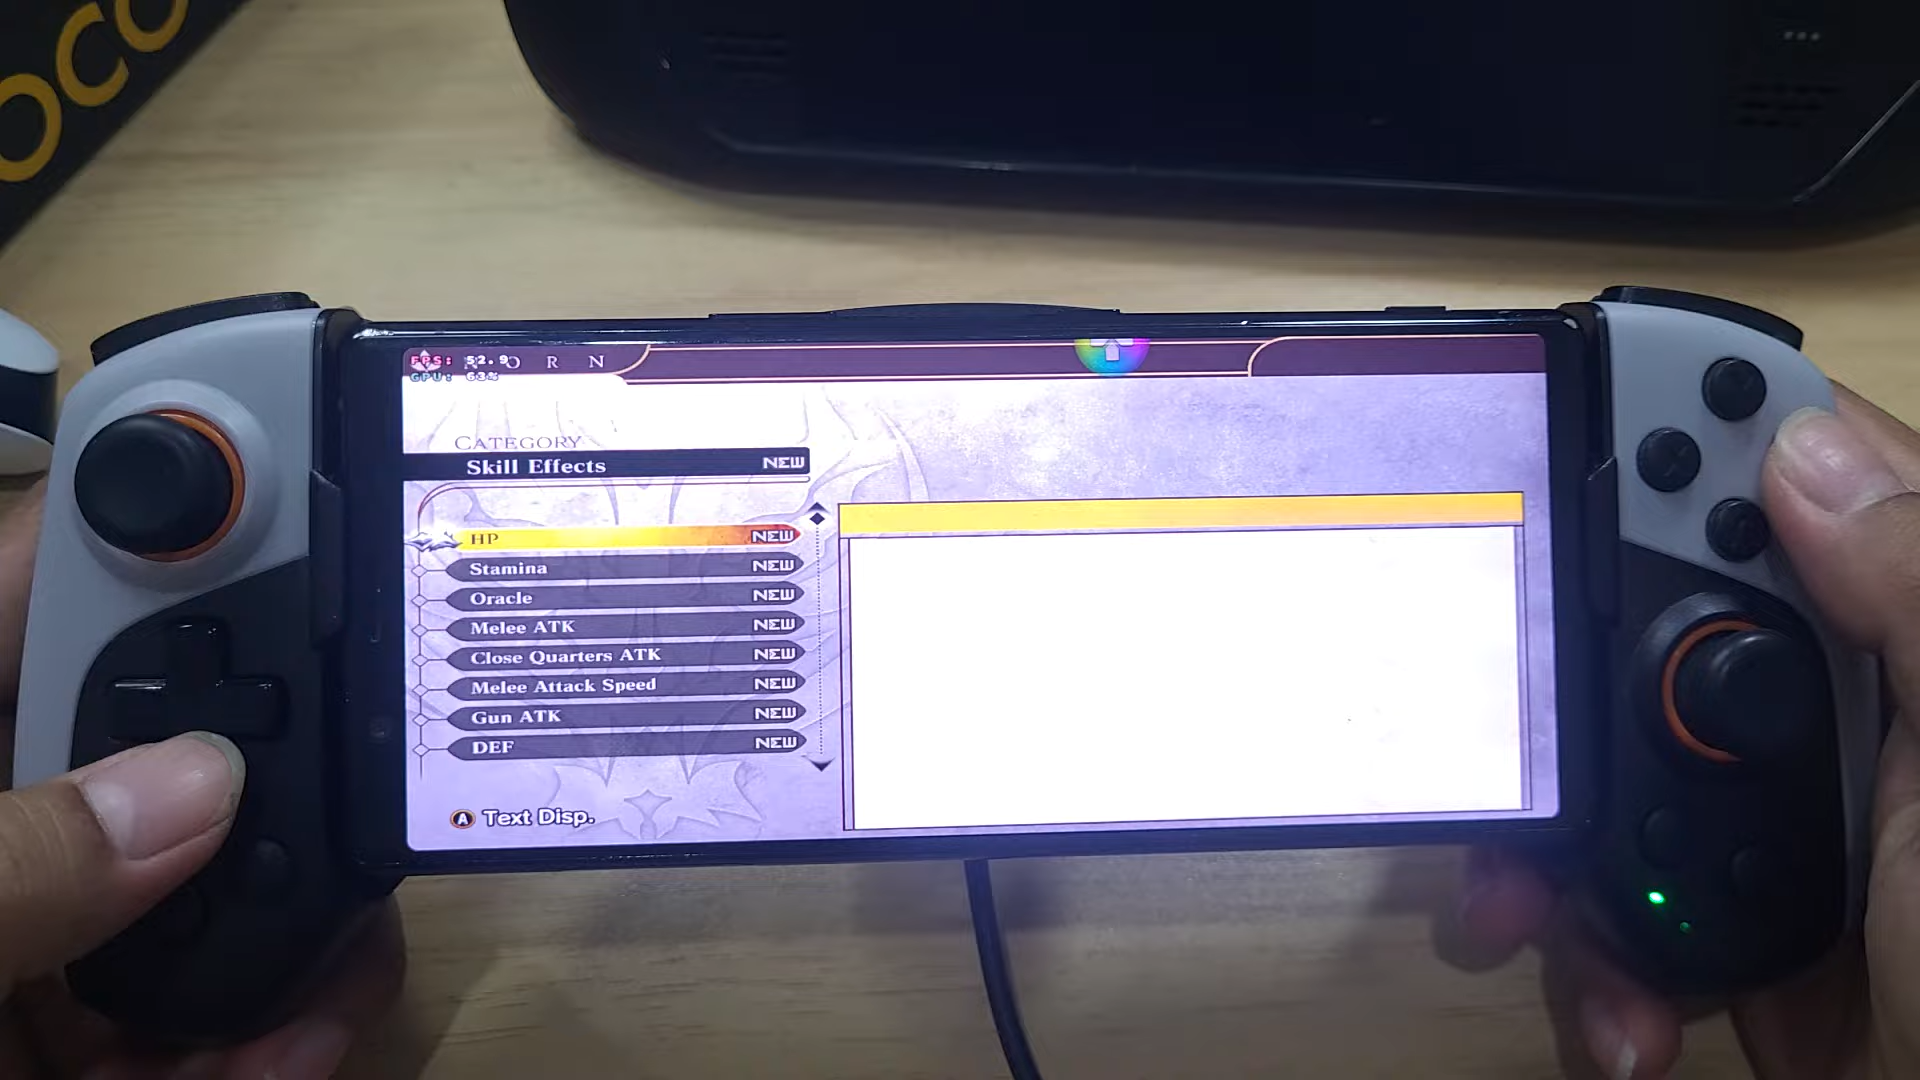 OCO
FPS: 52.9 N O R N
GPU: 63%
CATEGORY
Skill Effects NEW
HP NEW
Stamina NEW
Oracle NEW
Melee ATK NEW
Close Quarters ATK NEW
Melee Attack Speed NEW
Gun ATK NEW
DEF NEW
A Text Disp.